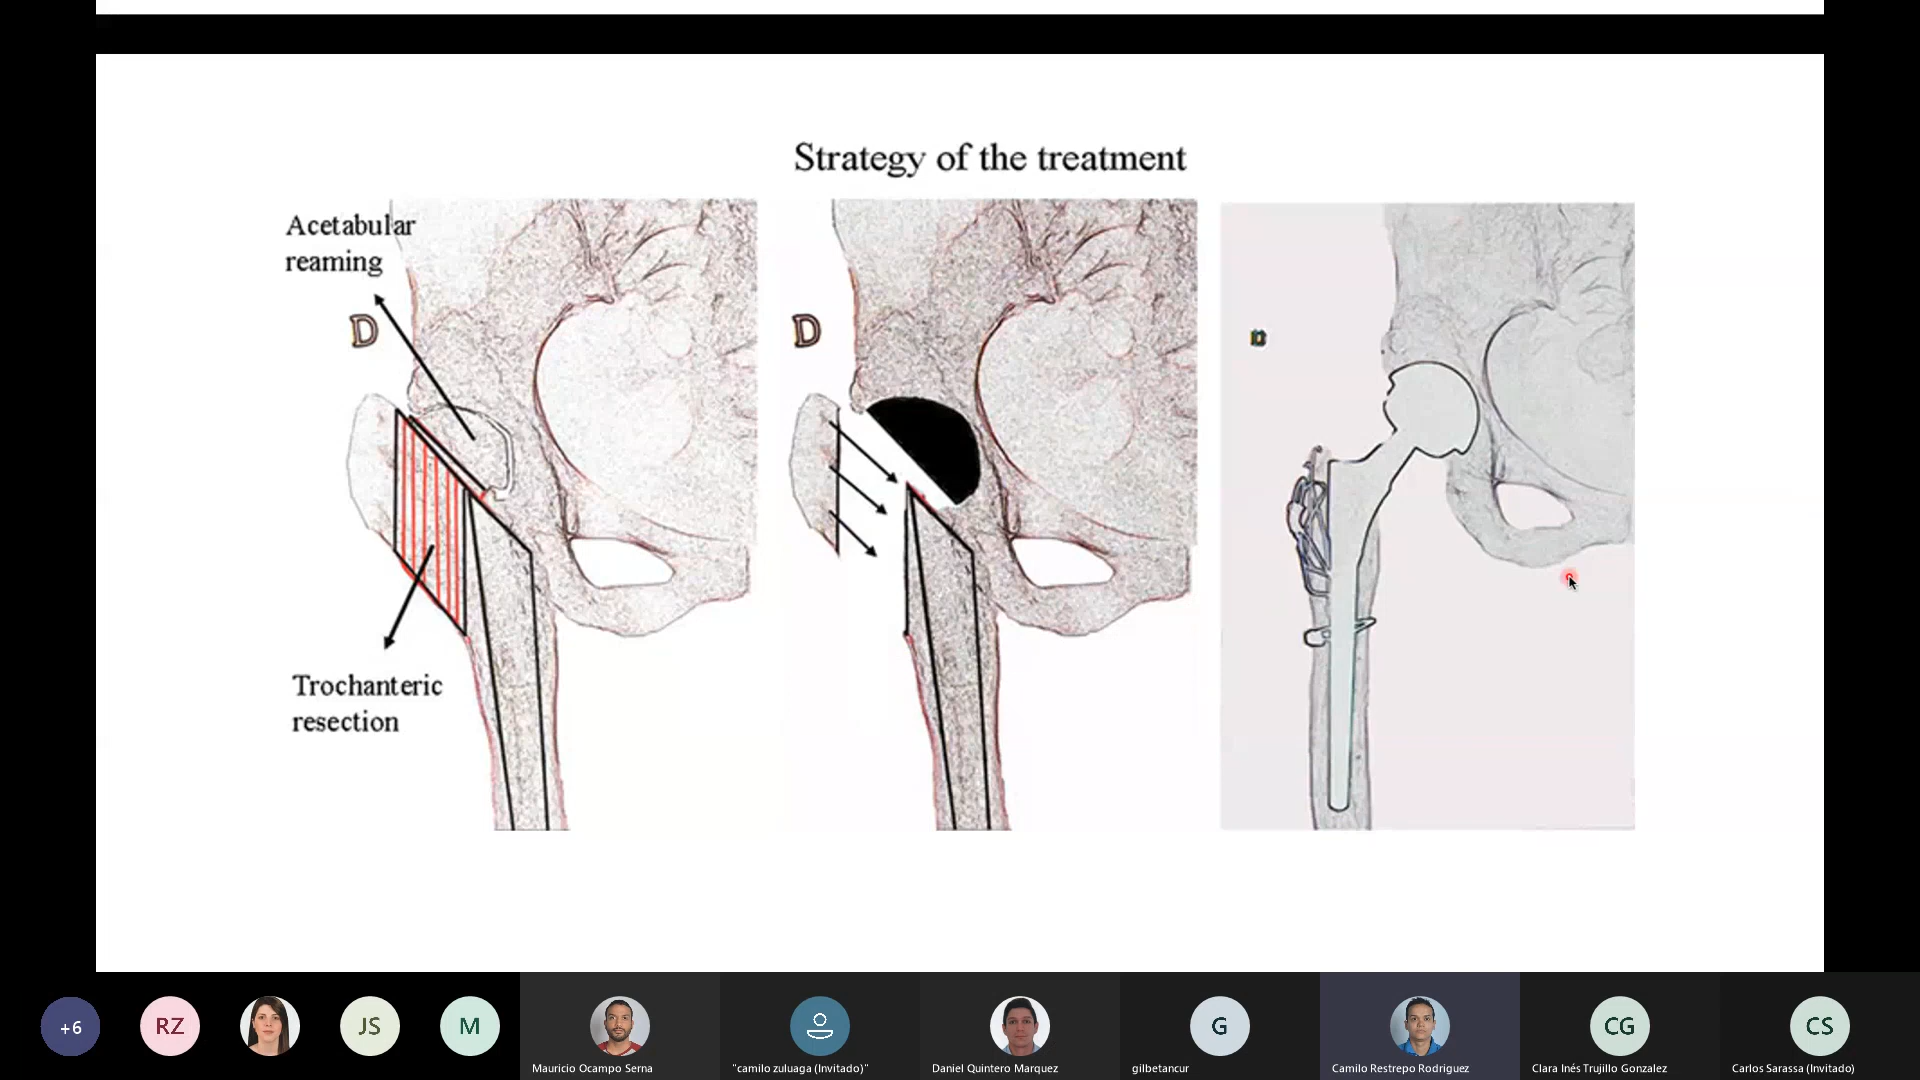 Strategy of the treatment
Acetabular
reaming
D
D
D
Trochanteric
resection
+6
RZ
JS
M
G
CG
CS
Mauricio Ocampo Serna
"camilo zuluaga (Invitado)"
Daniel Quintero Marquez
gilbetancur
Camilo Restrepo Rodriguez
Clara Inés Trujillo Gonzalez
Carlos Sarassa (Invitado)